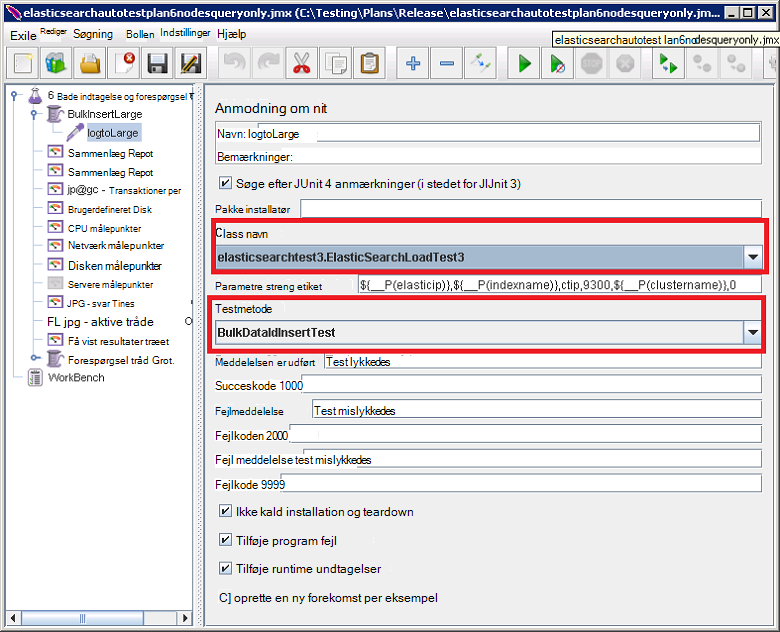 elasticsearchautotestplan6nodesqueryonly.jmx (C:\Testing\Plans\Release\elasticsearchautotestplan6nodesqueryonly.jm...
Exile Rediger Søgning Bollen Indstillinger Hjælp
elasticsearchautotest lan6nodesqueryonly.jmx
6 Bade indtagelse og forespørgsel
BulkInsertLarge
logtoLarge
Sammenlæg Repot
Sammenlæg Repot
jp@gc - Transaktioner per
Brugerdefineret Disk
CPU målepunkter
Netværk målepunkter
Disken målepunkter
Servere målepunkter
JPG - svar Tines
FL jpg - aktive tråde O
Få vist resultater træet
Forespørgsel tråd Grot.
WorkBench
Anmodning om nit
Navn: logtoLarge
Bemærkninger:
Søge efter JUnit 4 anmærkninger (i stedet for JIJnit 3)
Pakke installatør
Class navn
elasticsearchtest3.ElasticSearchLoadTest3
Parametre streng etiket ${__P(elasticip)},${__P(indexname)},ctip,9300,${__P(clustername)},0
Testmetode
BulkDataIdInsertTest
Meddelelsen er udført Test lykkedes
Succeskode 1000
Fejlmeddelelse Test mislykkedes
Fejlkoden 2000
Fejl meddelelse test mislykkedes
Fejlkode 9999
Ikke kald installation og teardown
Tilføje program fejl
Tilføje runtime undtagelser
C] oprette en ny forekomst per eksempel